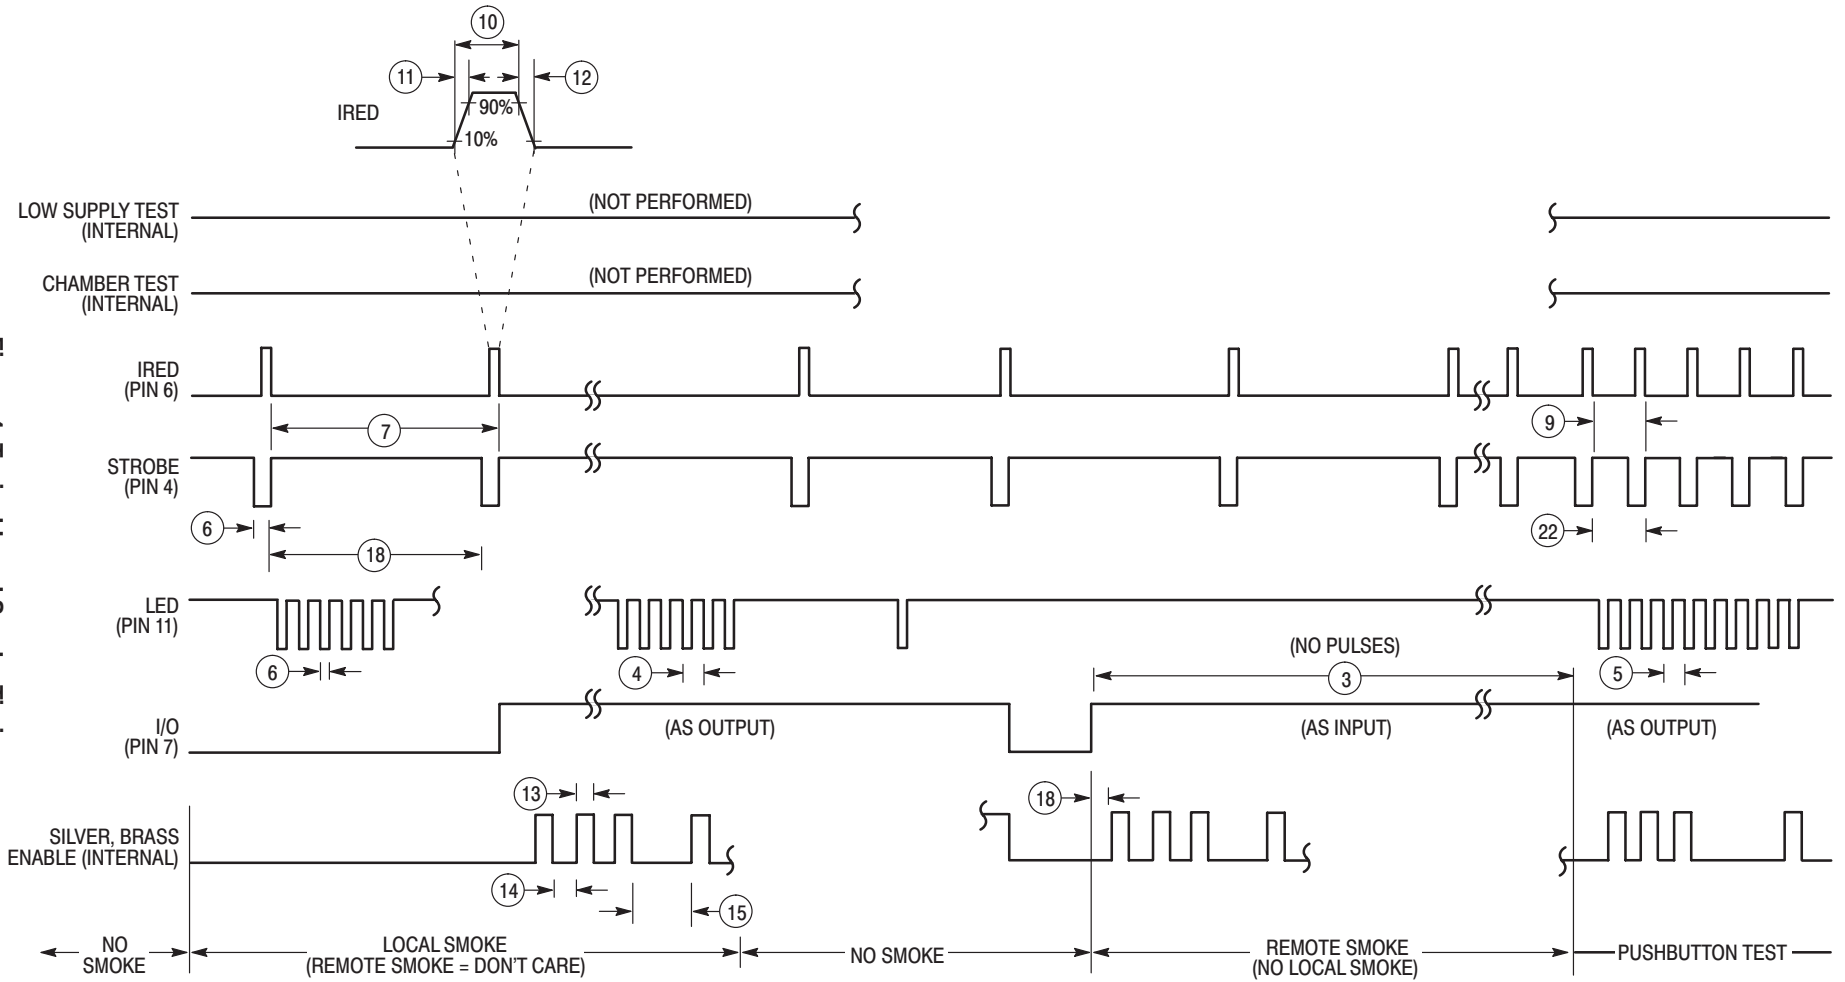 10
11
12
IRED
90%
10%
(NOT PERFORMED)
LOW SUPPLY TEST
(INTERNAL)
(NOT PERFORMED)
CHAMBER TEST
(INTERNAL)
IRED
(PIN 6)
7
9
STROBE
(PIN 4)
6
18
22
LED
(PIN 11)
6
4
(NO PULSES)
3
5
I/O
(PIN 7)
(AS OUTPUT)
(AS INPUT)
(AS OUTPUT)
13
18
SILVER, BRASS
ENABLE (INTERNAL)
14
15
NO
SMOKE
LOCAL SMOKE
(REMOTE SMOKE = DON'T CARE)
NO SMOKE
REMOTE SMOKE
(NO LOCAL SMOKE)
PUSHBUTTON TEST